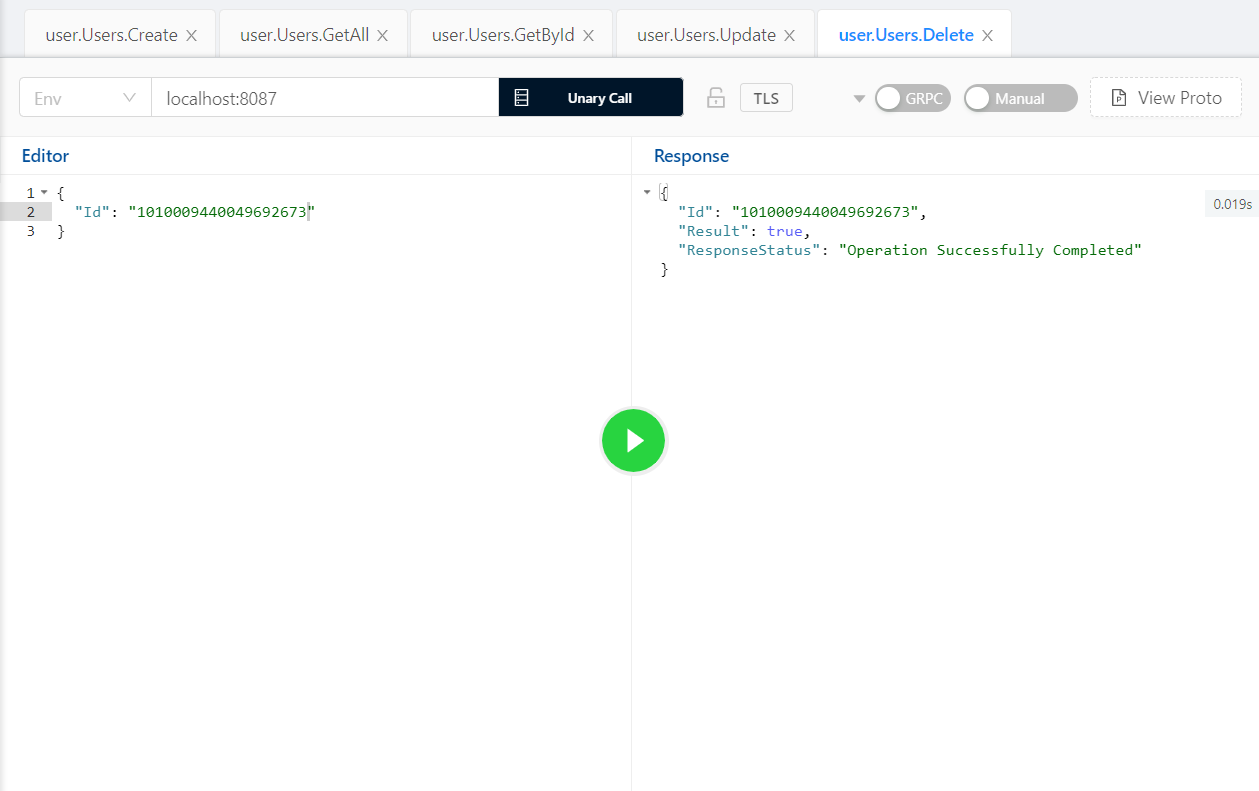 user.Users.Create
user.Users.GetAll
user.Users.GetById
user.Users.Update
user.Users.Delete
Env
localhost:8087
Unary Call
TLS
GRPC
Manual
View Proto
Editor
1 {
2 "Id": "1010009440049692673"
3 }
Response
{
"Id": "1010009440049692673",
"Result": true,
"ResponseStatus": "Operation Successfully Completed"
}
0.019s